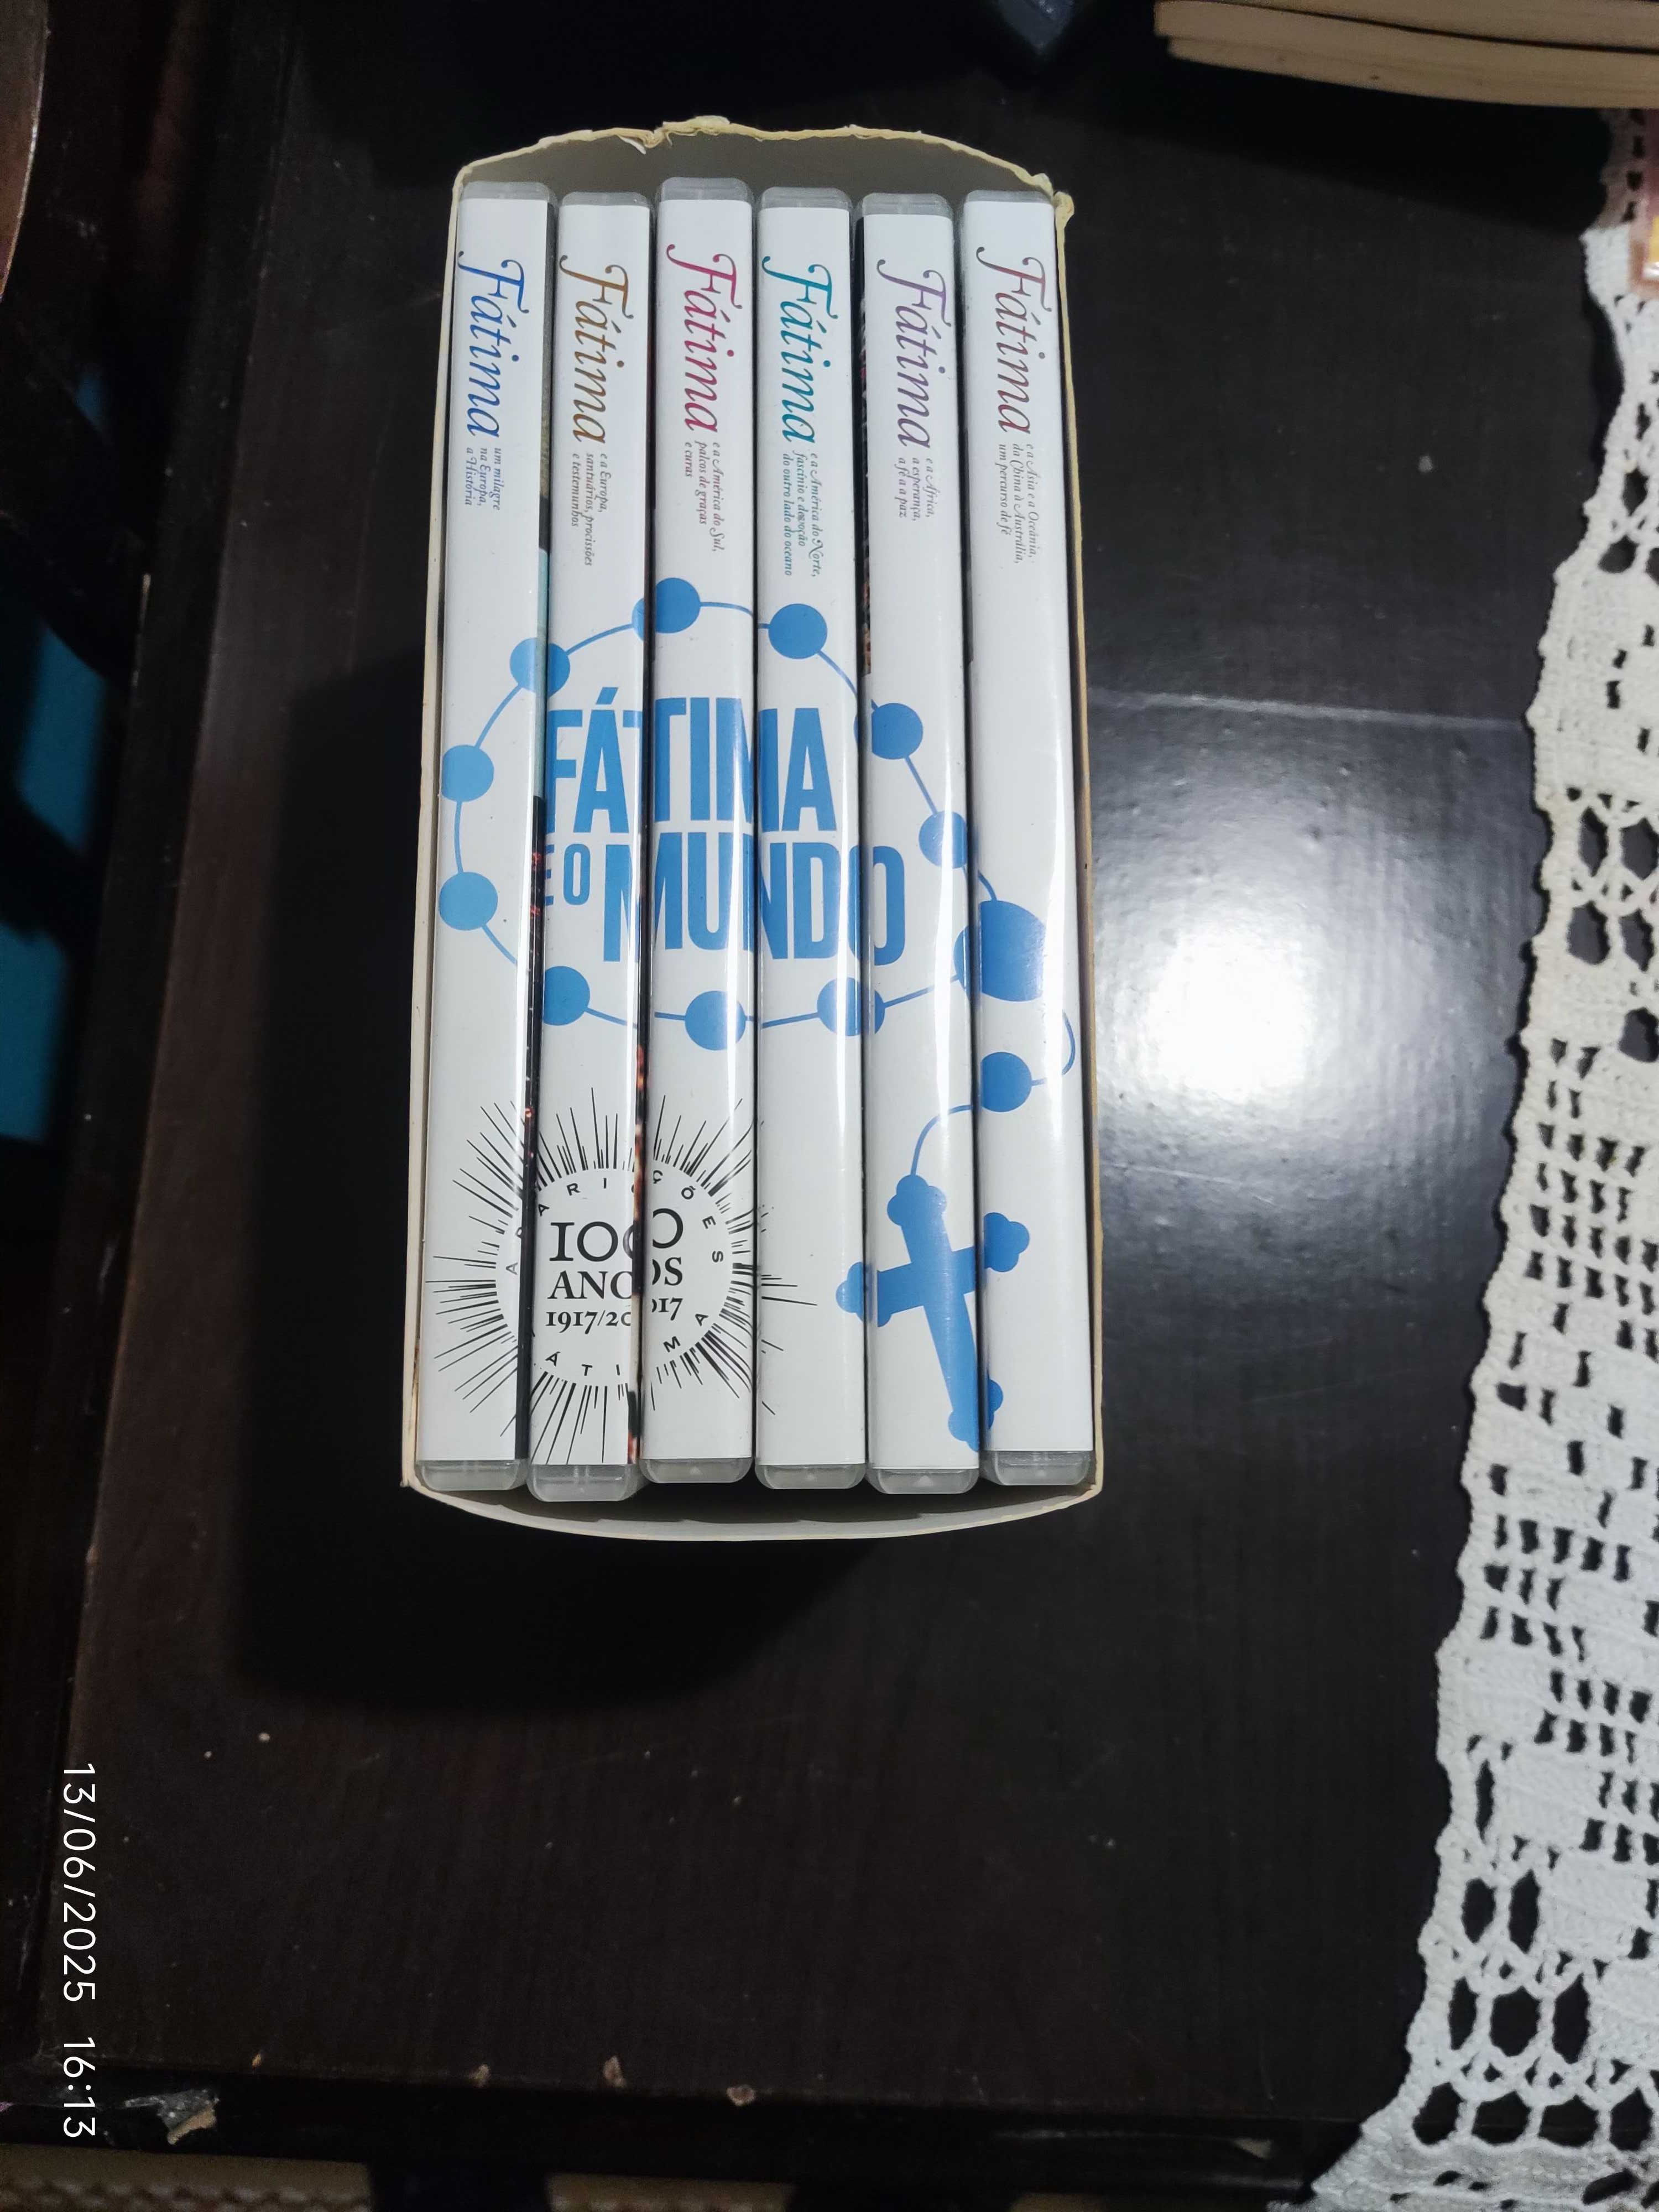 Fátima
um milagre
na Europa,
a História
Fátima
e a Europa,
santuários, procissões
e testemunhos
Fátima
e a América do Sul,
palcos de graças
e curas
Fátima
e a América do Norte,
fascínio e devoção
do outro lado do oceano
Fátima
e a África,
a esperança,
a fé a a paz
Fátima
e a Ásia e a Oceânia,
da China à Austrália,
um percurso de fé
FÁTIMA
E O MUNDO
APARIÇÕES
100
ANOS
1917/2017
FÁTIMA
13/06/2025 16:13